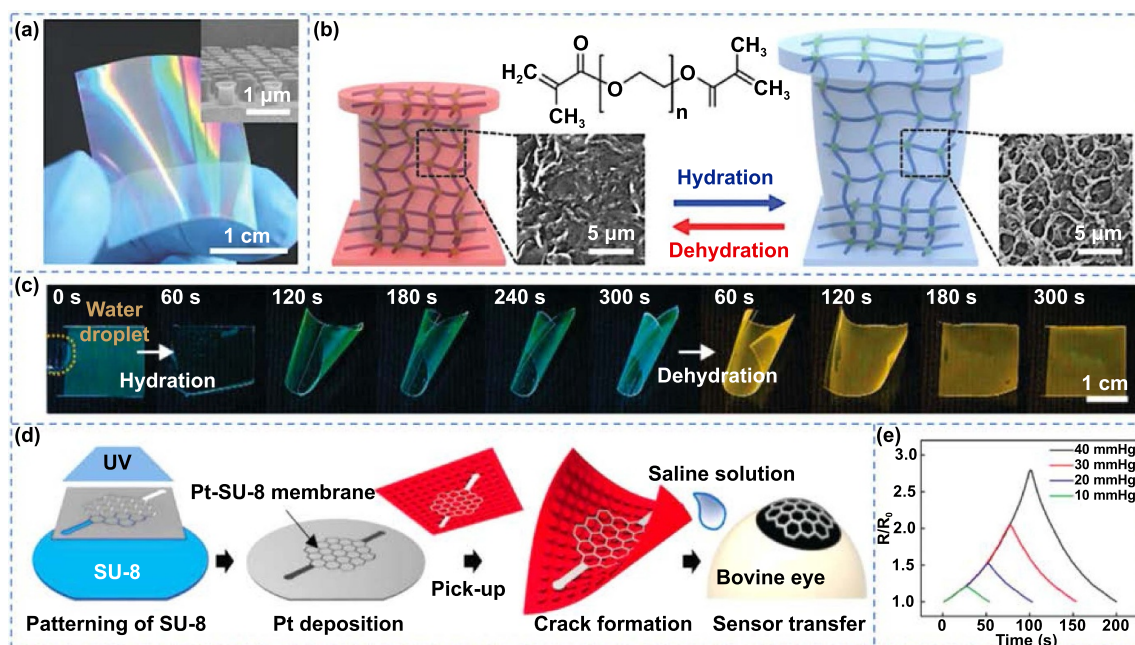 (a)
1 µm
1 cm
(b)
O
CH₃
H₂C
O
O
CH₂
CH₃
n
Hydration
Dehydration
5 µm
5 µm
(c)
0 s
60 s
120 s
180 s
240 s
300 s
60 s
120 s
180 s
300 s
Water
droplet
Hydration
Dehydration
1 cm
(d)
UV
SU-8
Patterning of SU-8
Pt-SU-8 membrane
Pt deposition
Pick-up
Crack formation
Saline solution
Bovine eye
Sensor transfer
(e)
40 mmHg
30 mmHg
20 mmHg
10 mmHg
R/R₀
3.0
2.5
2.0
1.5
1.0
0
50
100
150
200
Time (s)